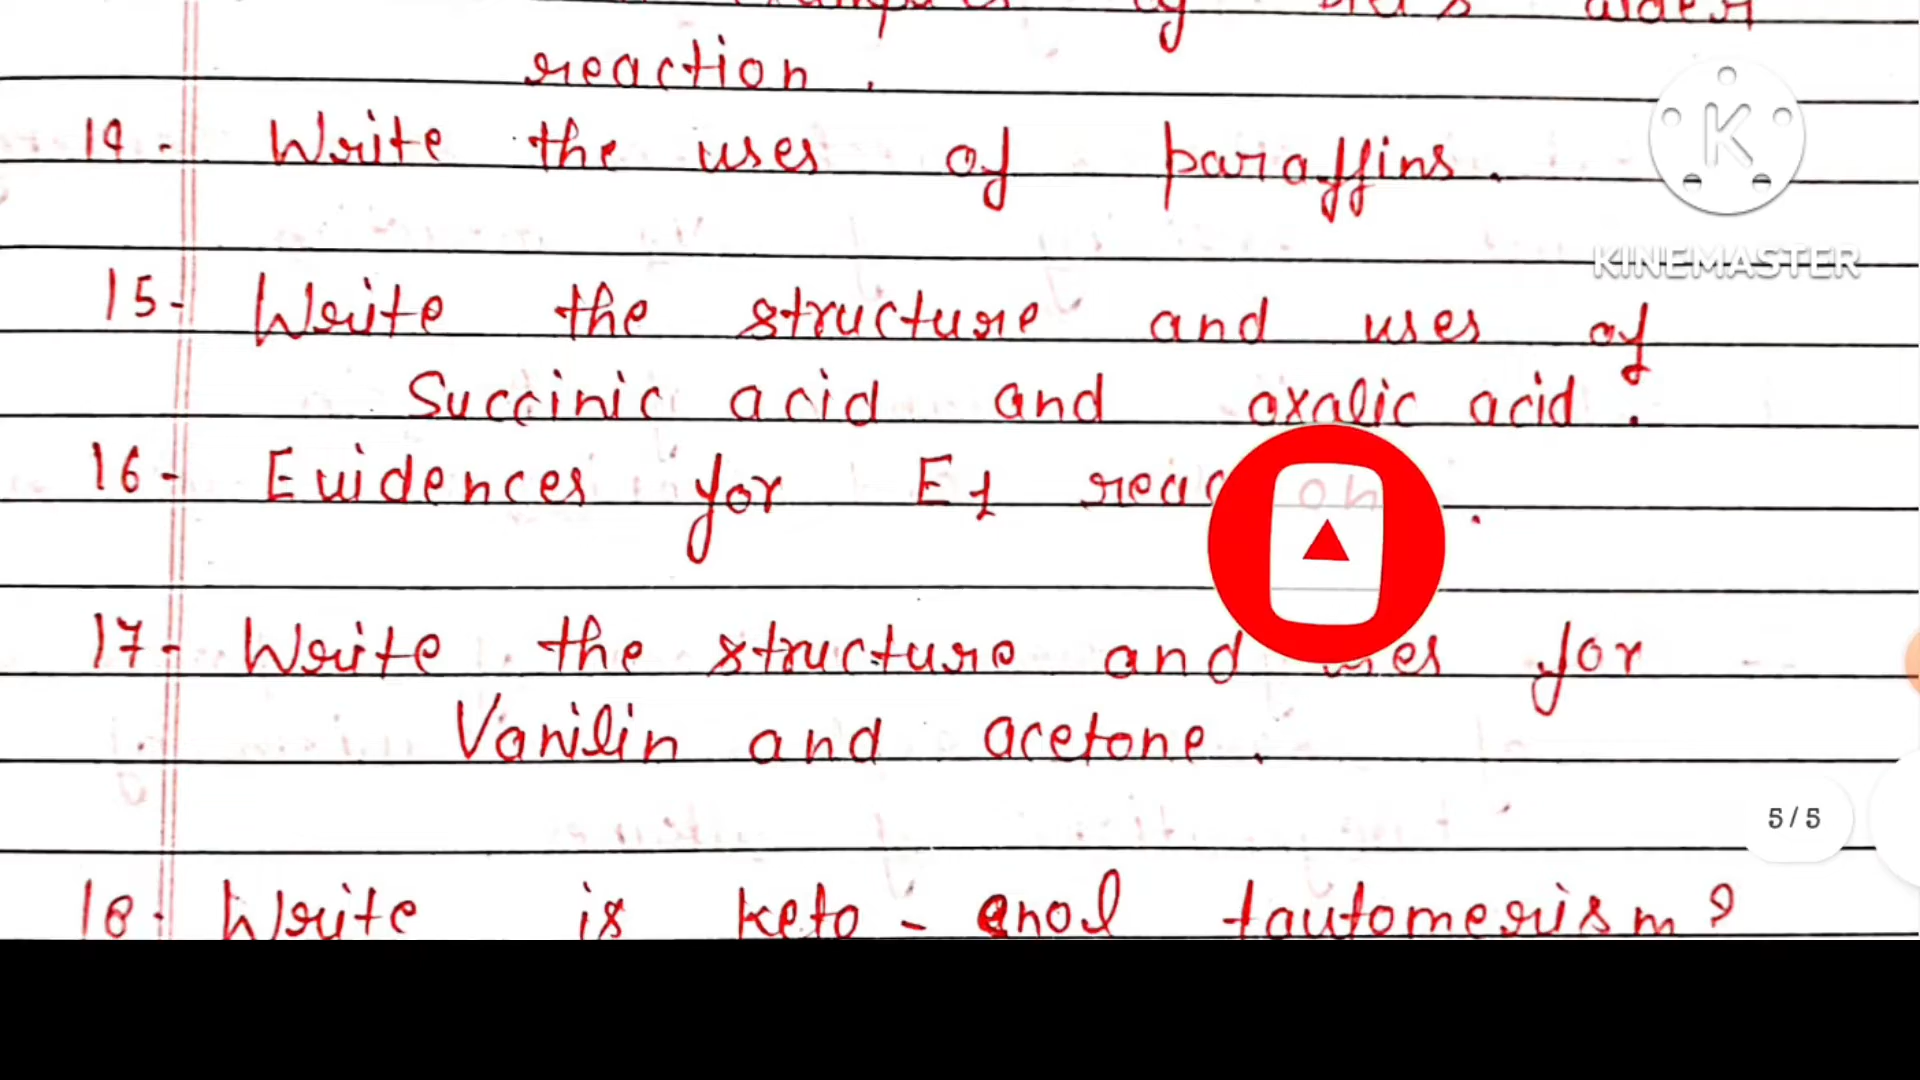 reaction.
14- Write the uses of paraffins.
KINEMASTER
15- Write the structure and uses of
Succinic acid and oxalic acid.
16- Evidences for E1
17- Write the structure and for
Vanilin and acetone.
5/5
18- Write is keto-enol tautomerism?